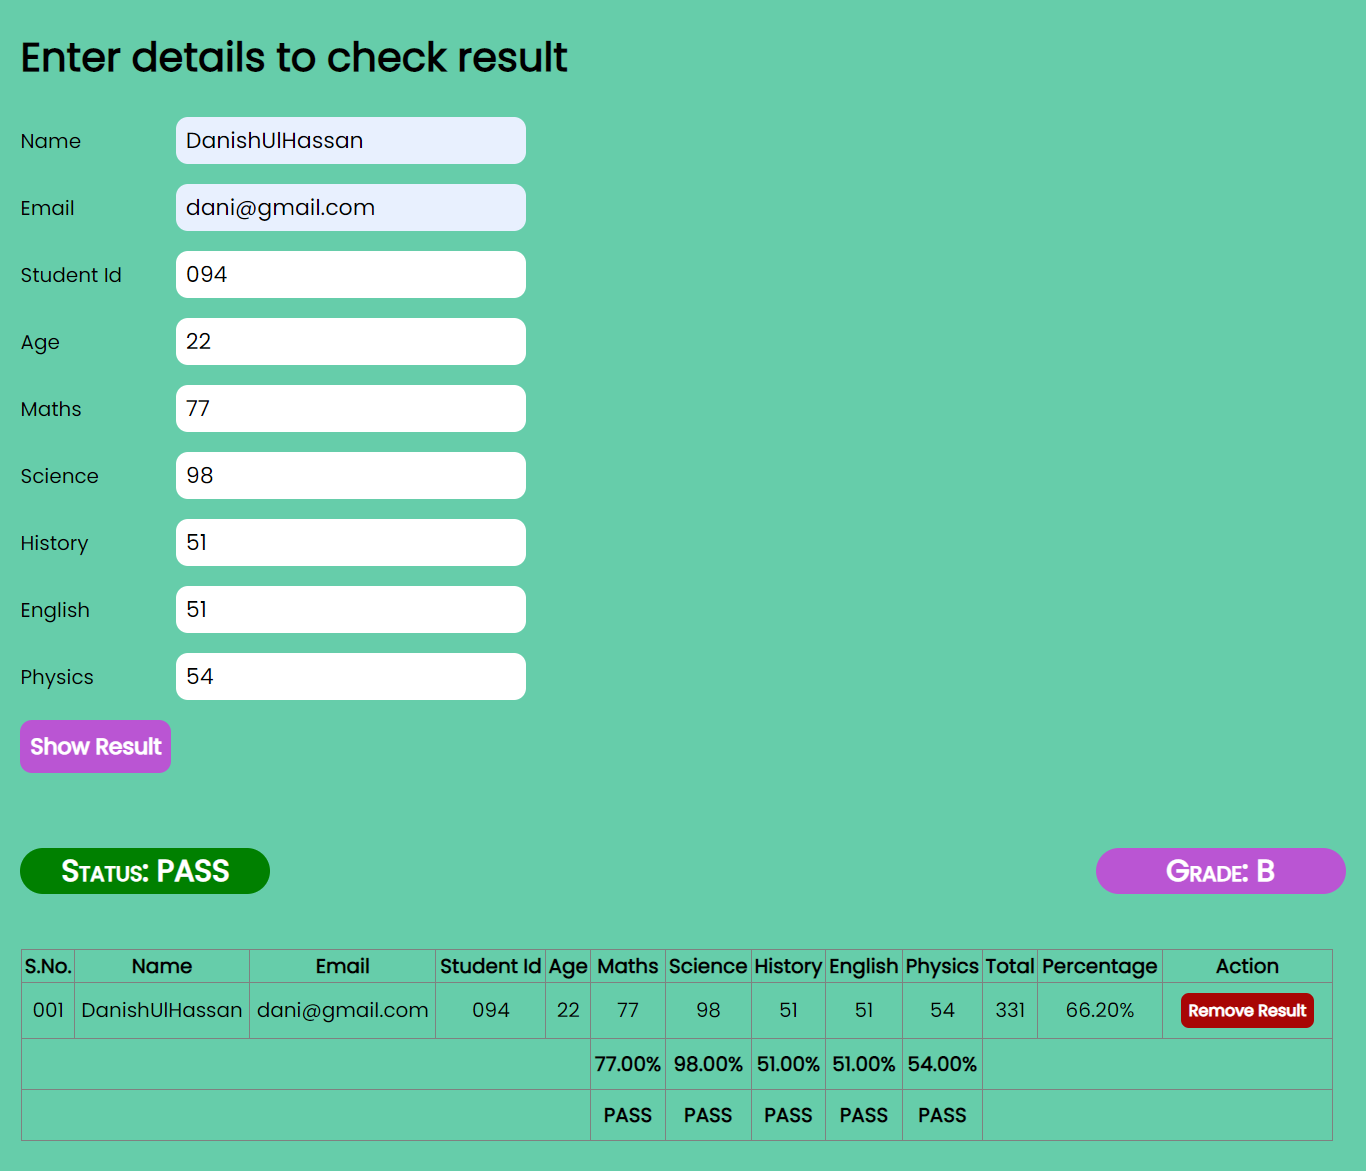 Enter details to check result
Name DanishUlHassan
Email dani@gmail.com
Student Id 094
Age 22
Maths 77
Science 98
History 51
English 51
Physics 54
Show Result
Status: PASS Grade: B
S.No. Name Email Student Id Age Maths Science History English Physics Total Percentage Action
001 DanishUlHassan dani@gmail.com 094 22 77 98 51 51 54 331 66.20% Remove Result
77.00% 98.00% 51.00% 51.00% 54.00%
PASS PASS PASS PASS PASS